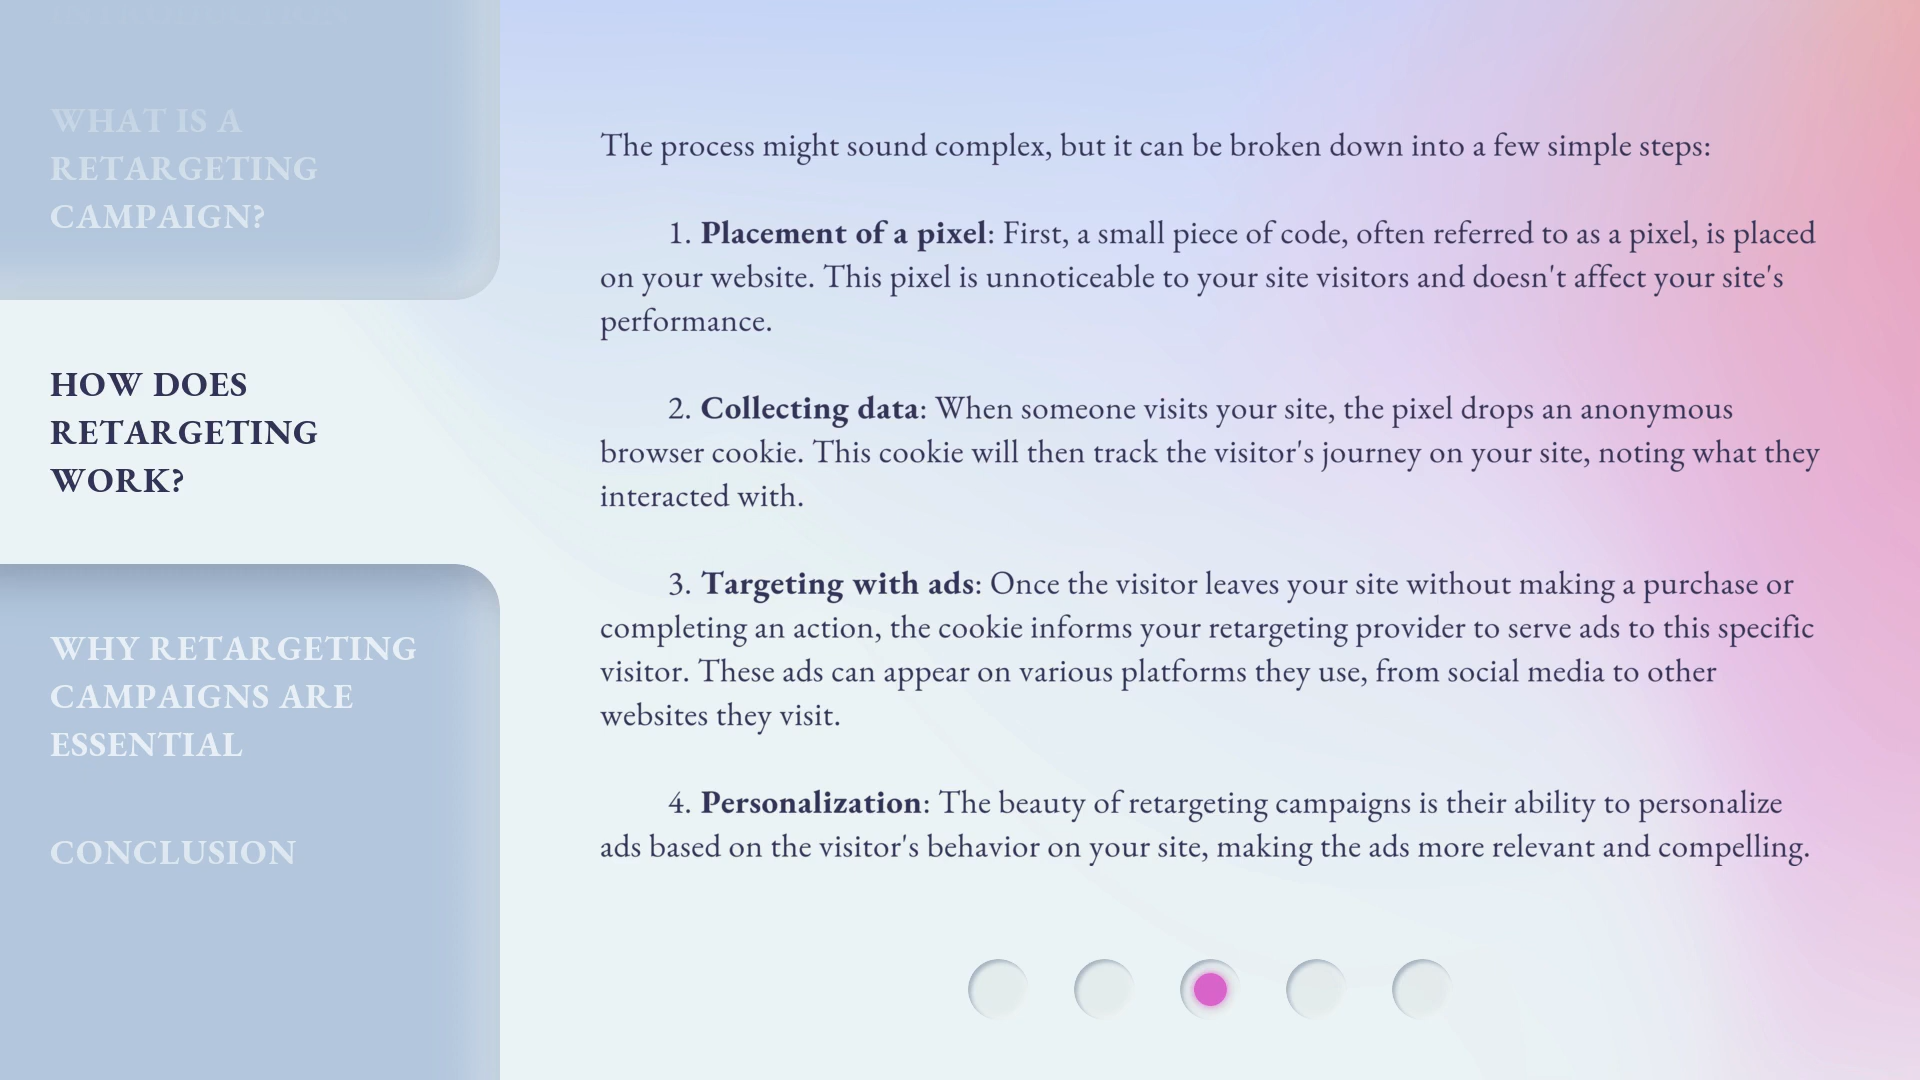 WHAT IS A
RETARGETING
CAMPAIGN?
HOW DOES
RETARGETING
WORK?
WHY RETARGETING
CAMPAIGNS ARE
ESSENTIAL
CONCLUSION
The process might sound complex, but it can be broken down into a few simple steps:
1. Placement of a pixel: First, a small piece of code, often referred to as a pixel, is placed
on your website. This pixel is unnoticeable to your site visitors and doesn't affect your site's
performance.
2. Collecting data: When someone visits your site, the pixel drops an anonymous
browser cookie. This cookie will then track the visitor's journey on your site, noting what they
interacted with.
3. Targeting with ads: Once the visitor leaves your site without making a purchase or
completing an action, the cookie informs your retargeting provider to serve ads to this specific
visitor. These ads can appear on various platforms they use, from social media to other
websites they visit.
4. Personalization: The beauty of retargeting campaigns is their ability to personalize
ads based on the visitor's behavior on your site, making the ads more relevant and compelling.